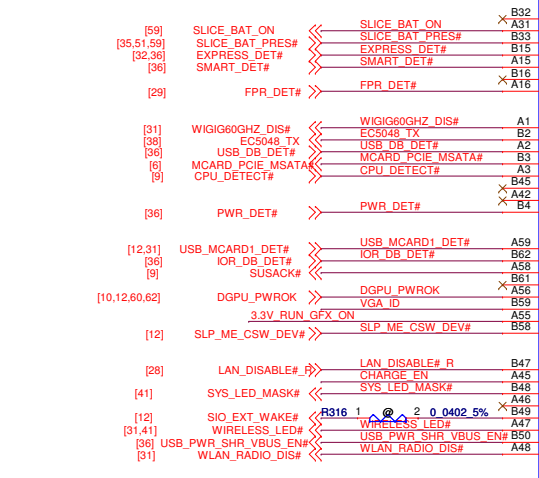 B32
[59] SLICE_BAT_ON SLICE_BAT_ON A31
[35,51,59] SLICE_BAT_PRES# SLICE_BAT_PRES# B33
[32,36] EXPRESS_DET# EXPRESS_DET# B15
[36] SMART_DET# SMART_DET# A15
B16
[29] FPR_DET# FPR_DET# A16
[31] WIGIG60GHZ_DIS# WIGIG60GHZ_DIS# A1
[38] EC5048_TX EC5048_TX B2
[36] USB_DB_DET# USB_DB_DET# A2
[6] MCARD_PCIE_MSATA# MCARD_PCIE_MSATA# B3
[9] CPU_DETECT# CPU_DETECT# A3
B45
A42
[36] PWR_DET# PWR_DET# B4
[12,31] USB_MCARD1_DET# USB_MCARD1_DET# A59
[36] IOR_DB_DET# IOR_DB_DET# B62
[9] SUSACK# A58
B61
[10,12,60,62] DGPU_PWROK DGPU_PWROK A56
VGA_ID B59
3.3V_RUN_GFX_ON A55
[12] SLP_ME_CSW_DEV# SLP_ME_CSW_DEV# B58
[28] LAN_DISABLE#_R LAN_DISABLE#_R B47
CHARGE_EN A45
[41] SYS_LED_MASK# SYS_LED_MASK# B48
A46
[12] SIO_EXT_WAKE# R316 1 @ 2 0_0402_5% B49
[31,41] WIRELESS_LED# WIRELESS_LED# A47
[36] USB_PWR_SHR_VBUS_EN# USB_PWR_SHR_VBUS_EN# B50
[31] WLAN_RADIO_DIS# WLAN_RADIO_DIS# A48